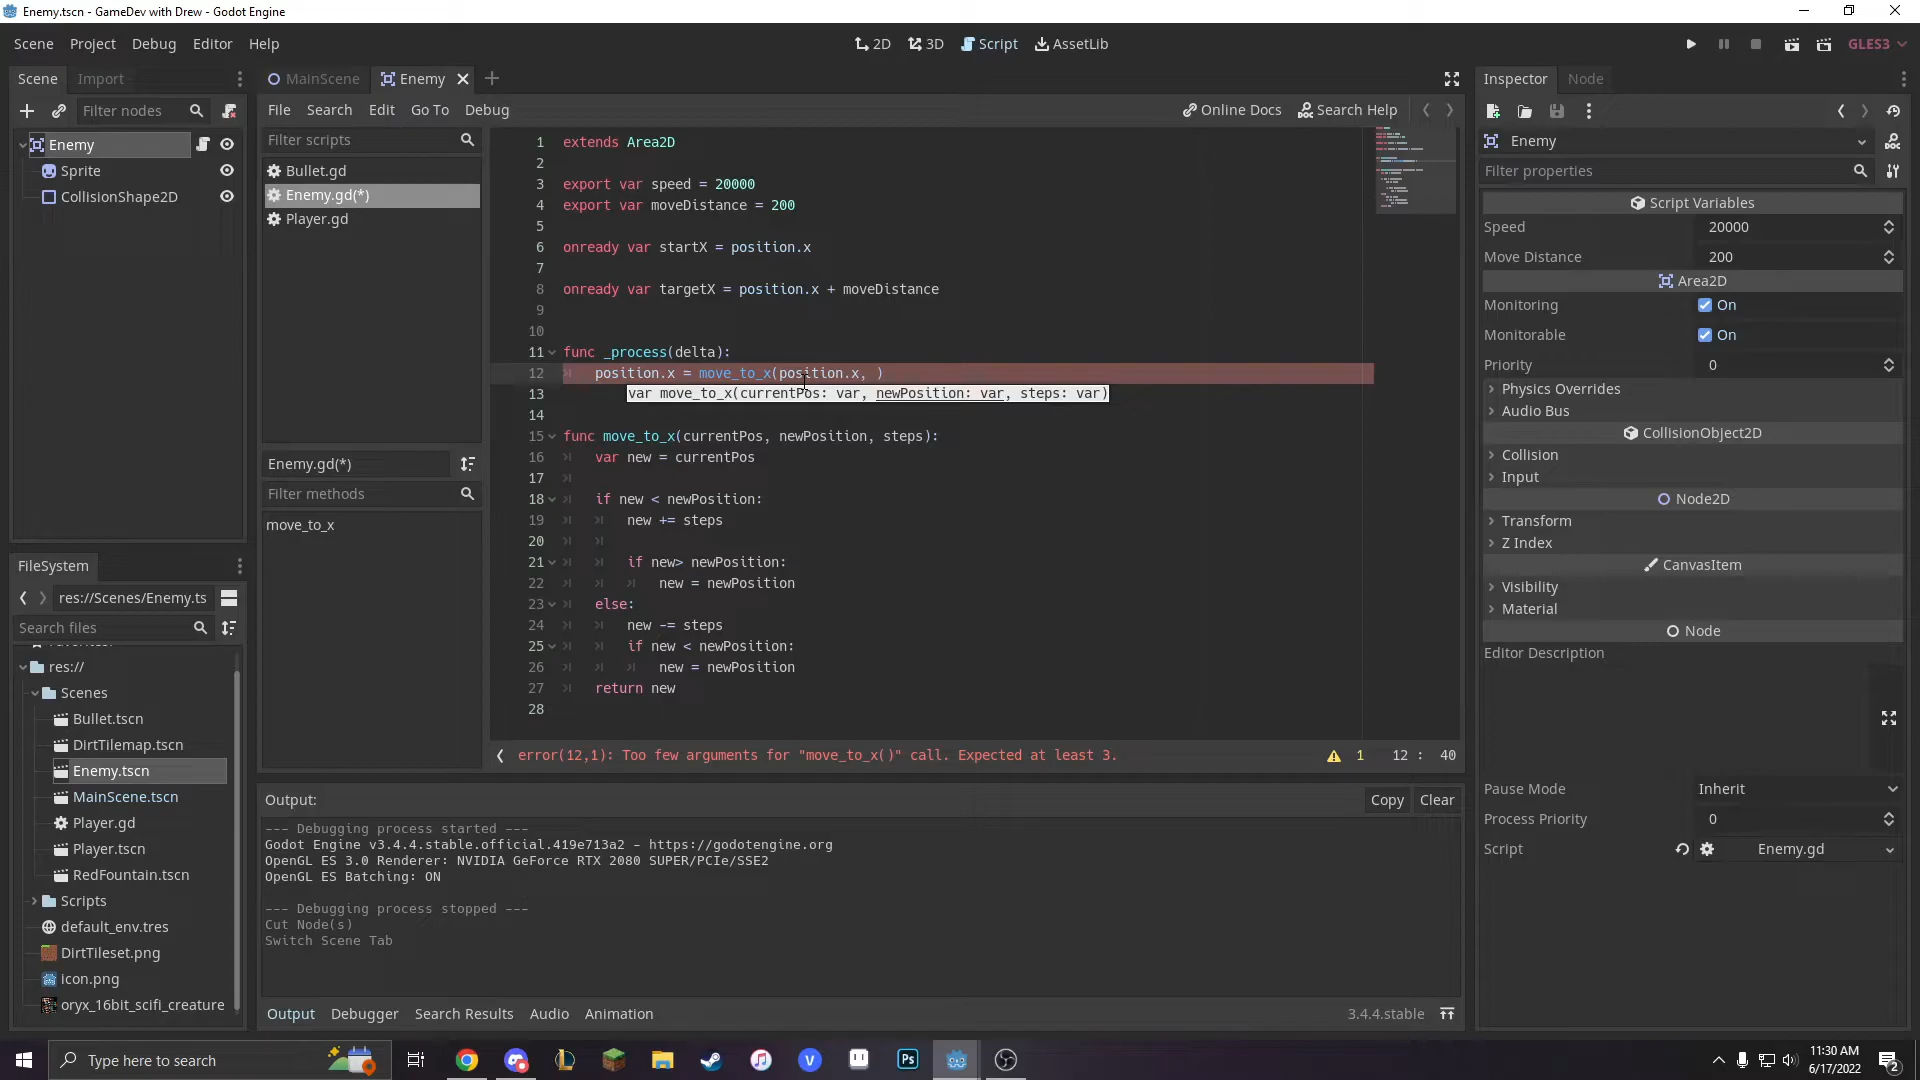 Enemy.tscn - GameDev with Drew - Godot Engine
Scene Project Debug Editor Help
2D 3D Script AssetLib
GLES3
Scene Import
Filter nodes
Enemy
Sprite
CollisionShape2D
MainScene Enemy
File Search Edit Go To Debug
Online Docs Search Help
Filter scripts
Bullet.gd
Enemy.gd(*)
Player.gd
Enemy.gd(*)
Filter methods
move_to_x
1 extends Area2D
2
3 export var speed = 20000
4 export var moveDistance = 200
5
6 onready var startX = position.x
7
8 onready var targetX = position.x + moveDistance
9
10
11 func _process(delta):
12 position.x = move_to_x(position.x, )
13 var move_to_x(currentPos: var, newPosition: var, steps: var)
14
15 func move_to_x(currentPos, newPosition, steps):
16 var new = currentPos
17
18 if new < newPosition:
19 new += steps
20
21 if new> newPosition:
22 new = newPosition
23 else:
24 new -= steps
25 if new < newPosition:
26 new = newPosition
27 return new
28
error(12,1): Too few arguments for "move_to_x()" call. Expected at least 3.
1 12 : 40
FileSystem
res://Scenes/Enemy.ts
Search files
res://
Scenes
Bullet.tscn
DirtTilemap.tscn
Enemy.tscn
MainScene.tscn
Player.gd
Player.tscn
RedFountain.tscn
Scripts
default_env.tres
DirtTileset.png
icon.png
oryx_16bit_scifi_creature
Output:
Copy Clear
--- Debugging process started ---
Godot Engine v3.4.4.stable.official.419e713a2 - https://godotengine.org
OpenGL ES 3.0 Renderer: NVIDIA GeForce RTX 2080 SUPER/PCIe/SSE2
OpenGL ES Batching: ON
--- Debugging process stopped ---
Cut Node(s)
Switch Scene Tab
Output Debugger Search Results Audio Animation
3.4.4.stable
Inspector Node
Enemy
Filter properties
Script Variables
Speed 20000
Move Distance 200
Area2D
Monitoring On
Monitorable On
Priority 0
Physics Overrides
Audio Bus
CollisionObject2D
Collision
Input
Node2D
Transform
Z Index
CanvasItem
Visibility
Material
Node
Editor Description
Pause Mode Inherit
Process Priority 0
Script Enemy.gd
Type here to search
Ps
11:30 AM
6/17/2022
2